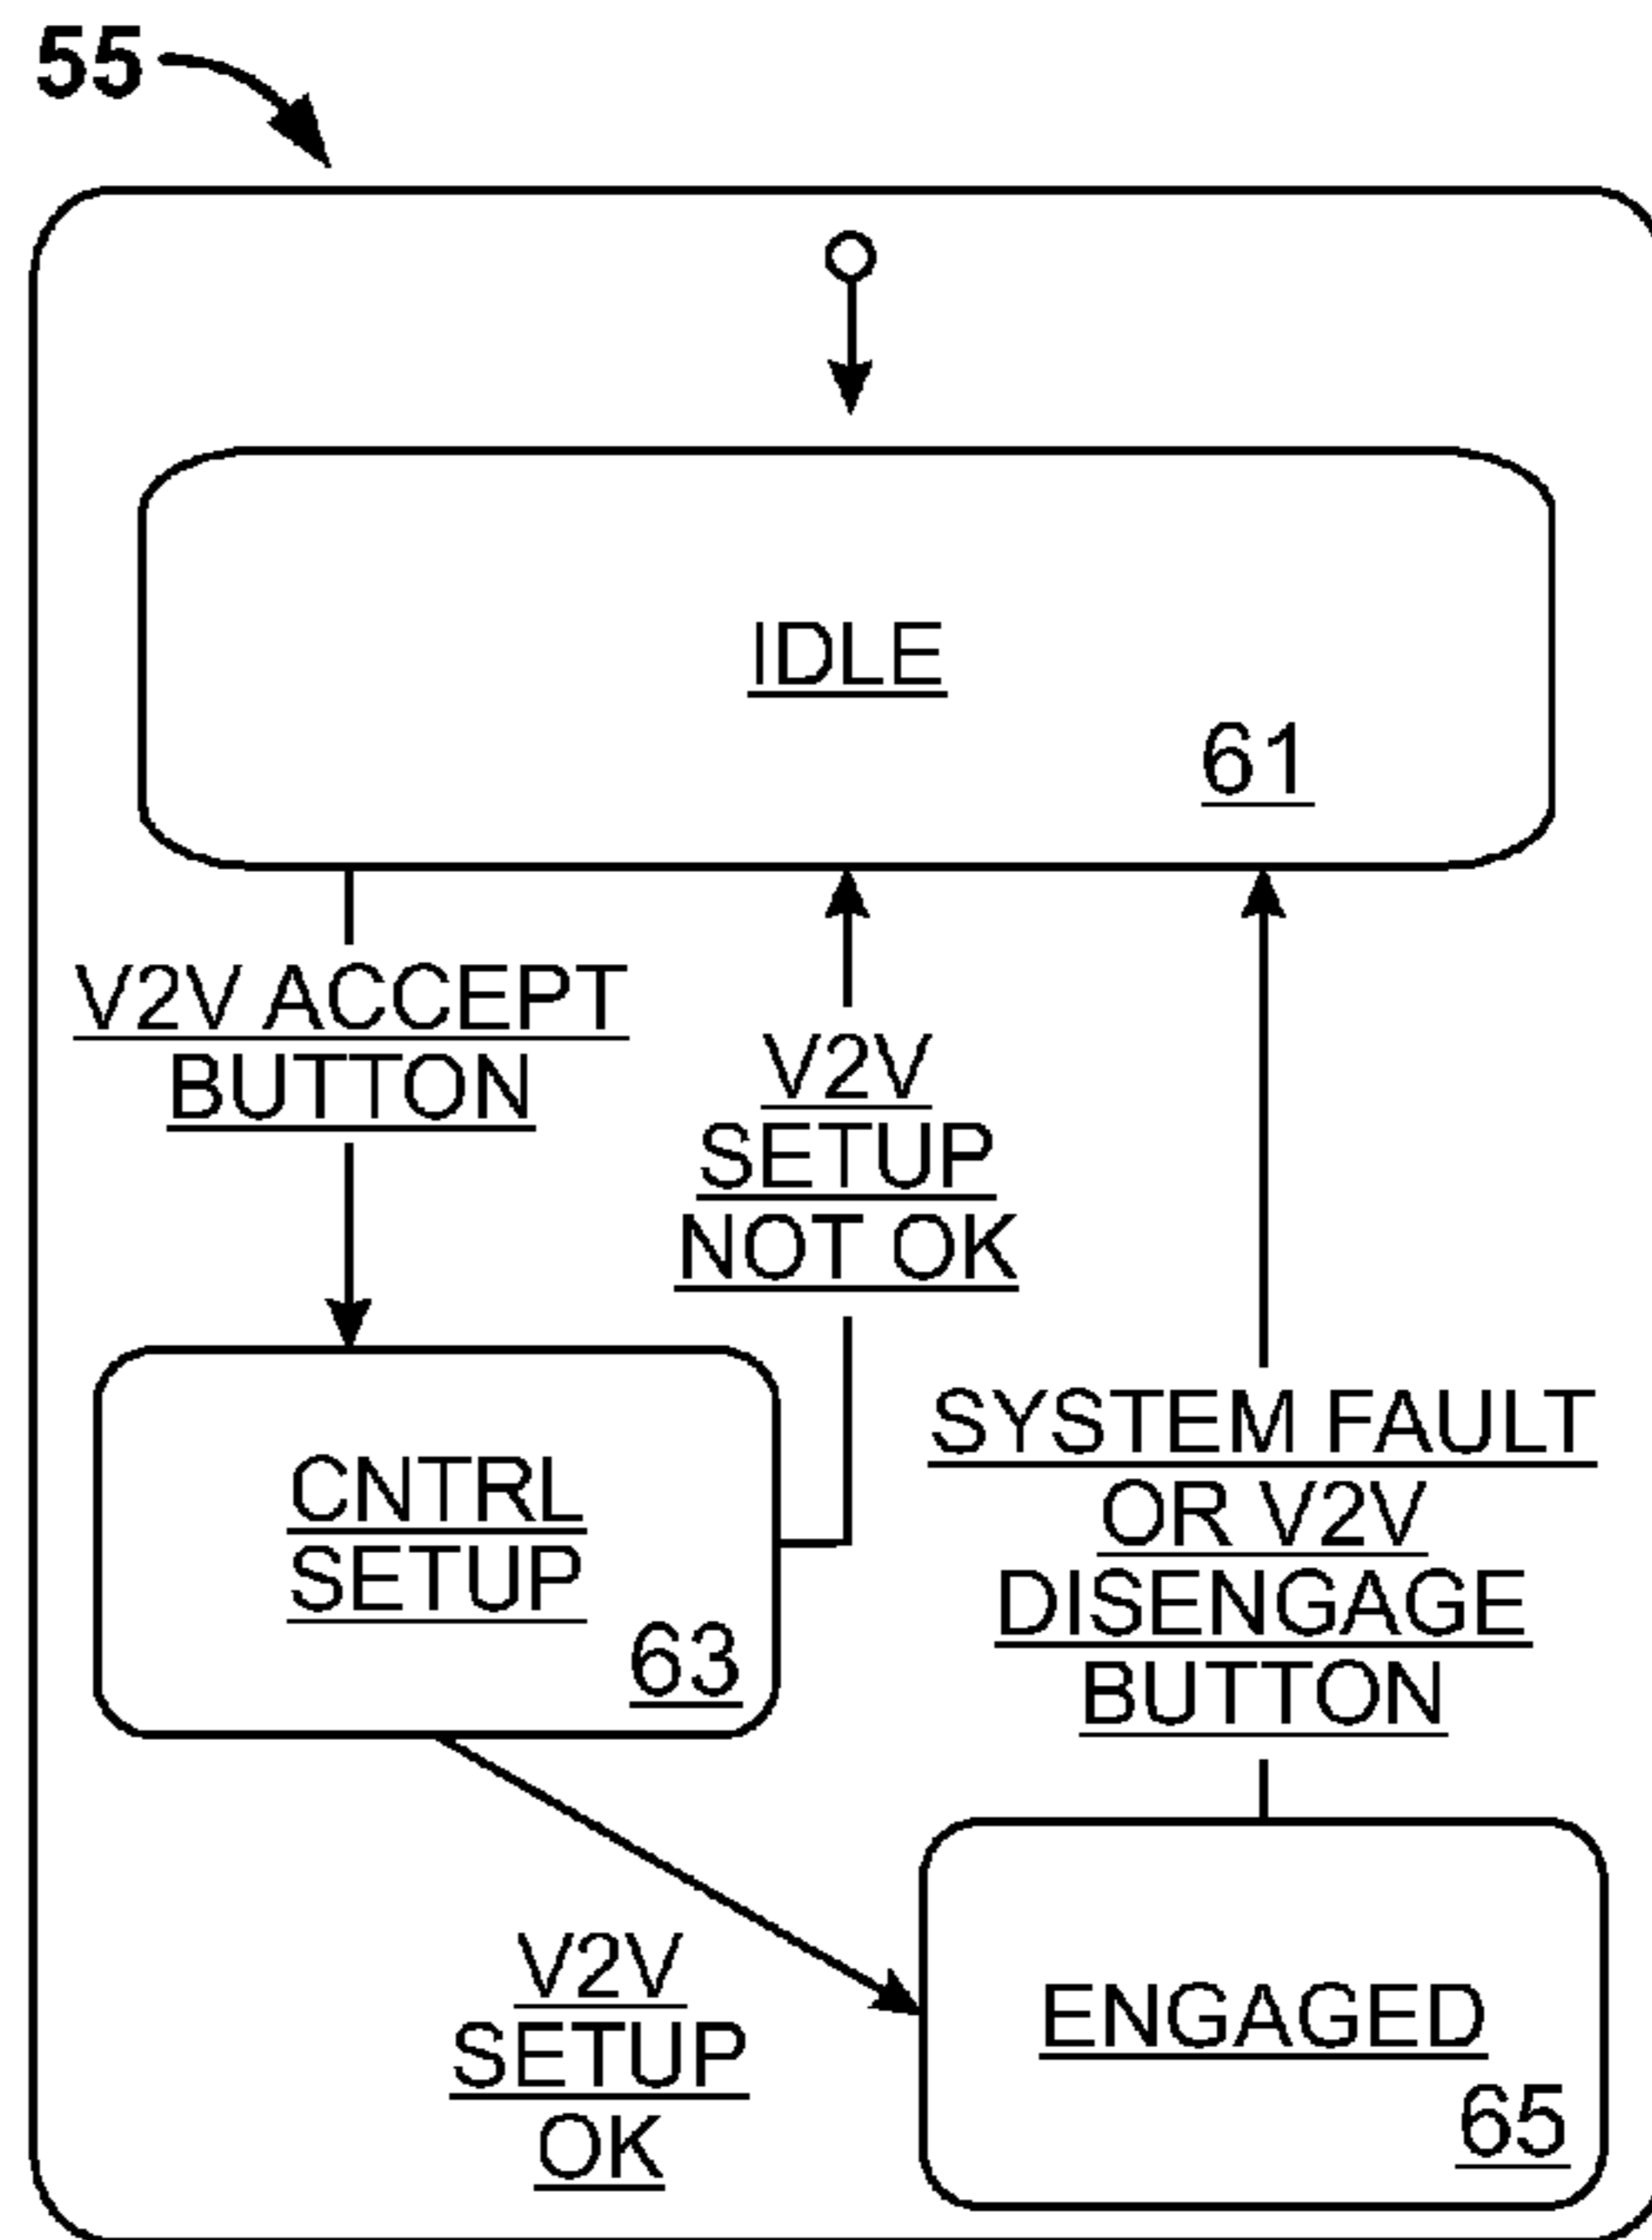 55
IDLE
61
V2V ACCEPT
BUTTON
V2V
SETUP
NOT OK
SYSTEM FAULT
OR V2V
DISENGAGE
BUTTON
CNTRL
SETUP
63
V2V
SETUP
OK
ENGAGED
65